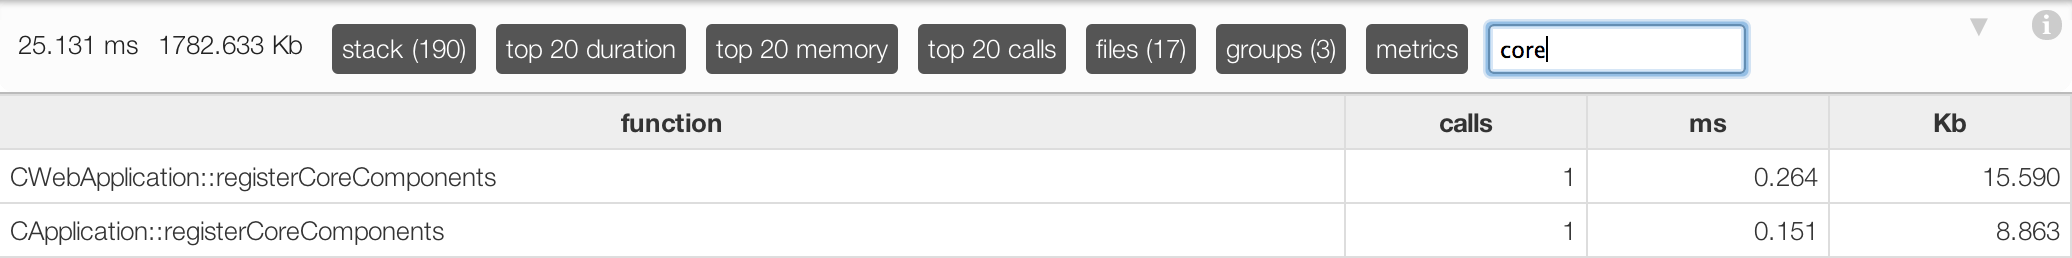 25.131 ms 1782.633 Kb stack (190) top 20 duration top 20 memory top 20 calls files (17) groups (3) metrics core ▼ i
function calls ms Kb
CWebApplication::registerCoreComponents 1 0.264 15.590
CApplication::registerCoreComponents 1 0.151 8.863